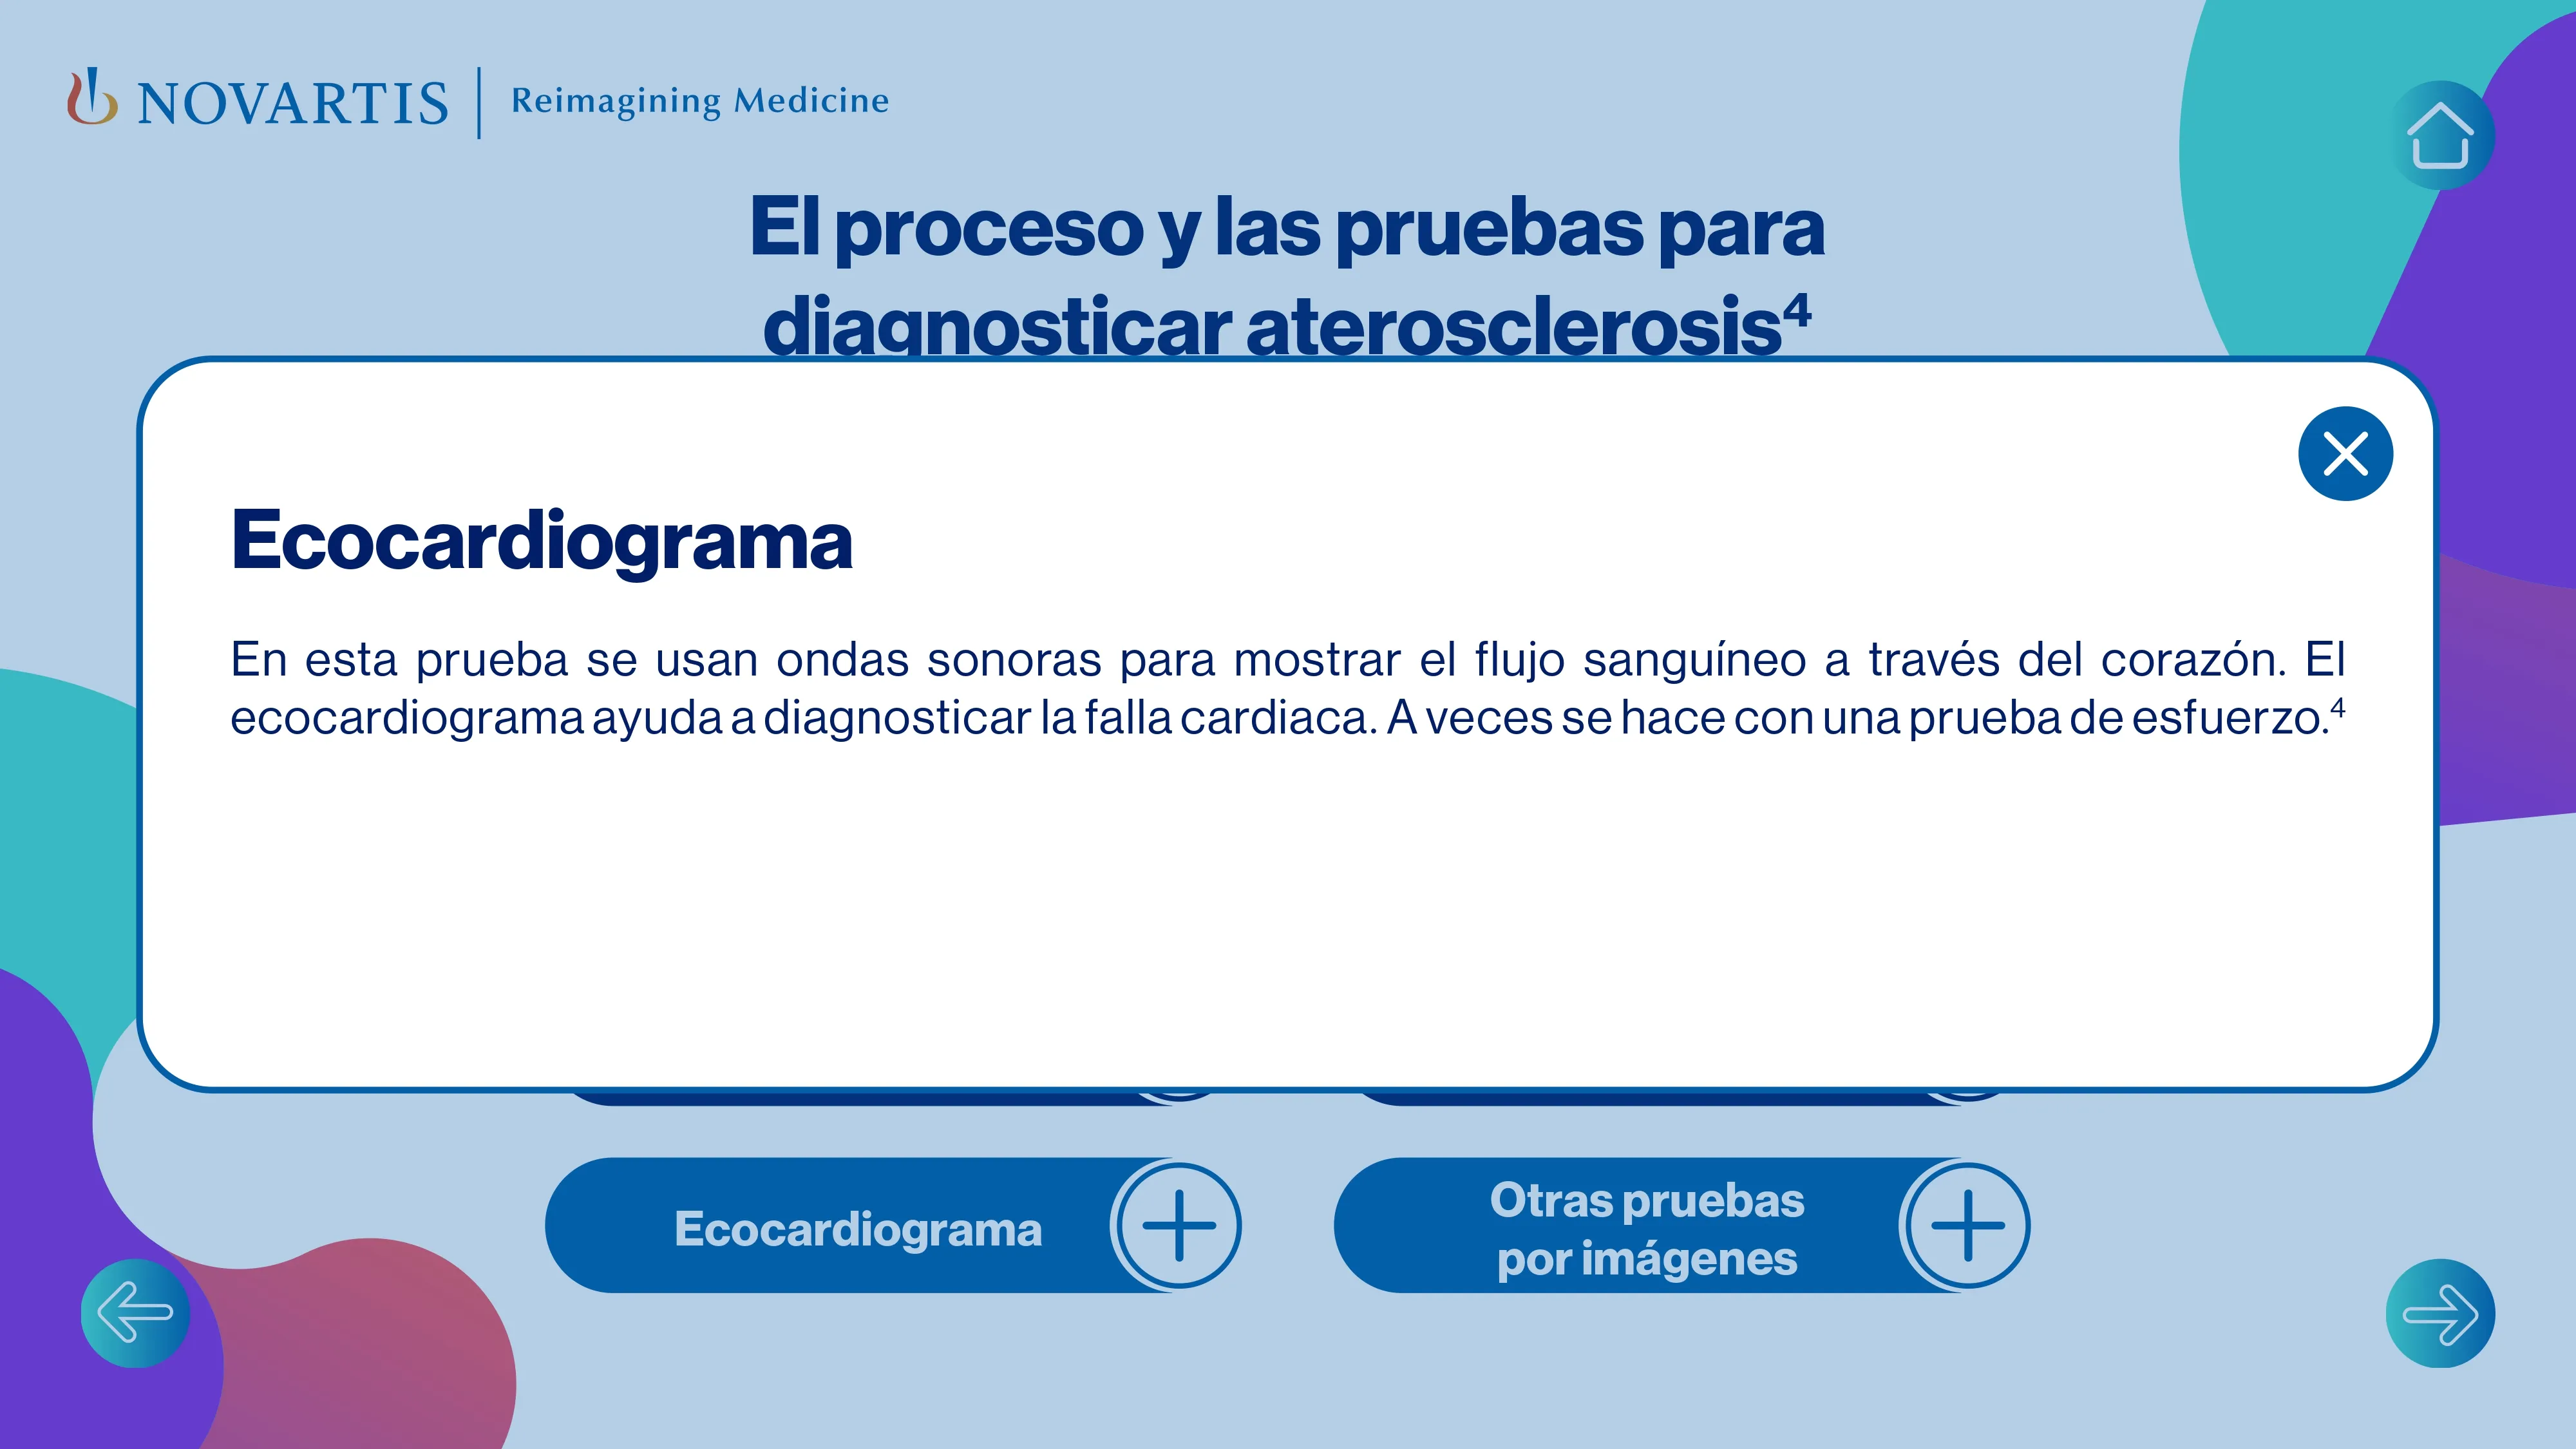 NOVARTIS | Reimagining Medicine
El proceso y las pruebas para
diagnosticar aterosclerosis⁴
Ecocardiograma
En esta prueba se usan ondas sonoras para mostrar el flujo sanguíneo a través del corazón. El
ecocardiograma ayuda a diagnosticar la falla cardiaca. A veces se hace con una prueba de esfuerzo.⁴
Ecocardiograma
Otras pruebas
por imágenes